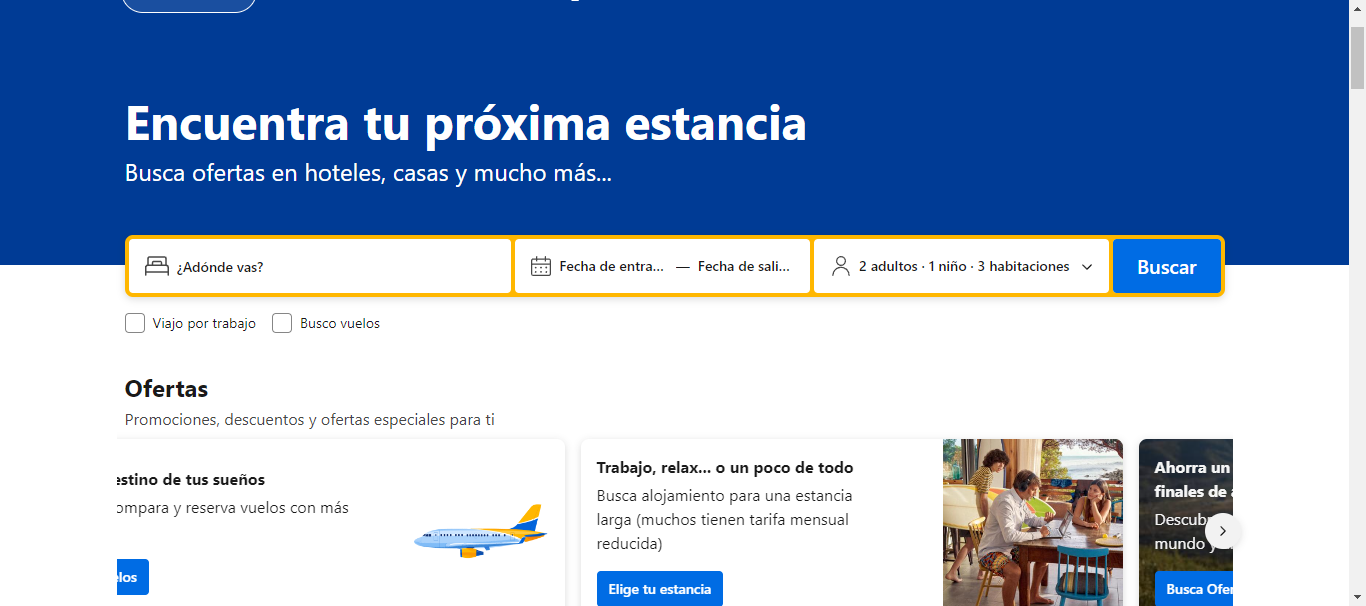 Encuentra tu próxima estancia
Busca ofertas en hoteles, casas y mucho más...
¿Adónde vas?
Fecha de entra... — Fecha de sali...
2 adultos · 1 niño · 3 habitaciones
Buscar
Viajo por trabajo
Busco vuelos
Ofertas
Promociones, descuentos y ofertas especiales para ti
estino de tus sueños
ompara y reserva vuelos con más
elos
Trabajo, relax... o un poco de todo
Busca alojamiento para una estancia
larga (muchos tienen tarifa mensual
reducida)
Elige tu estancia
Ahorra un
finales de a
Descub
mundo y
Busca Ofer